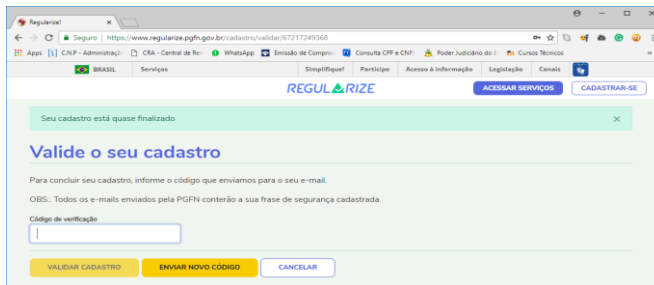 Regularize!
Seguro | https://www.regularize.pgfn.gov.br/cadastro/validar/67217249368
Apps C.N.P - Administraçã CRA - Central de Re WhatsApp Emissão de Compro Consulta CPF e CNPJ Poder Judiciário do E Cursos Técnicos
BRASIL Serviços Simplifique! Participe Acesso à informação Legislação Canais
REGULARIZE ACESSAR SERVIÇOS CADASTRAR-SE
Seu cadastro está quase finalizado
Valide o seu cadastro
Para concluir seu cadastro, informe o código que enviamos para o seu e-mail.
OBS.: Todos os e-mails enviados pela PGFN conterão a sua frase de segurança cadastrada.
Código de verificação
VALIDAR CADASTRO ENVIAR NOVO CÓDIGO CANCELAR